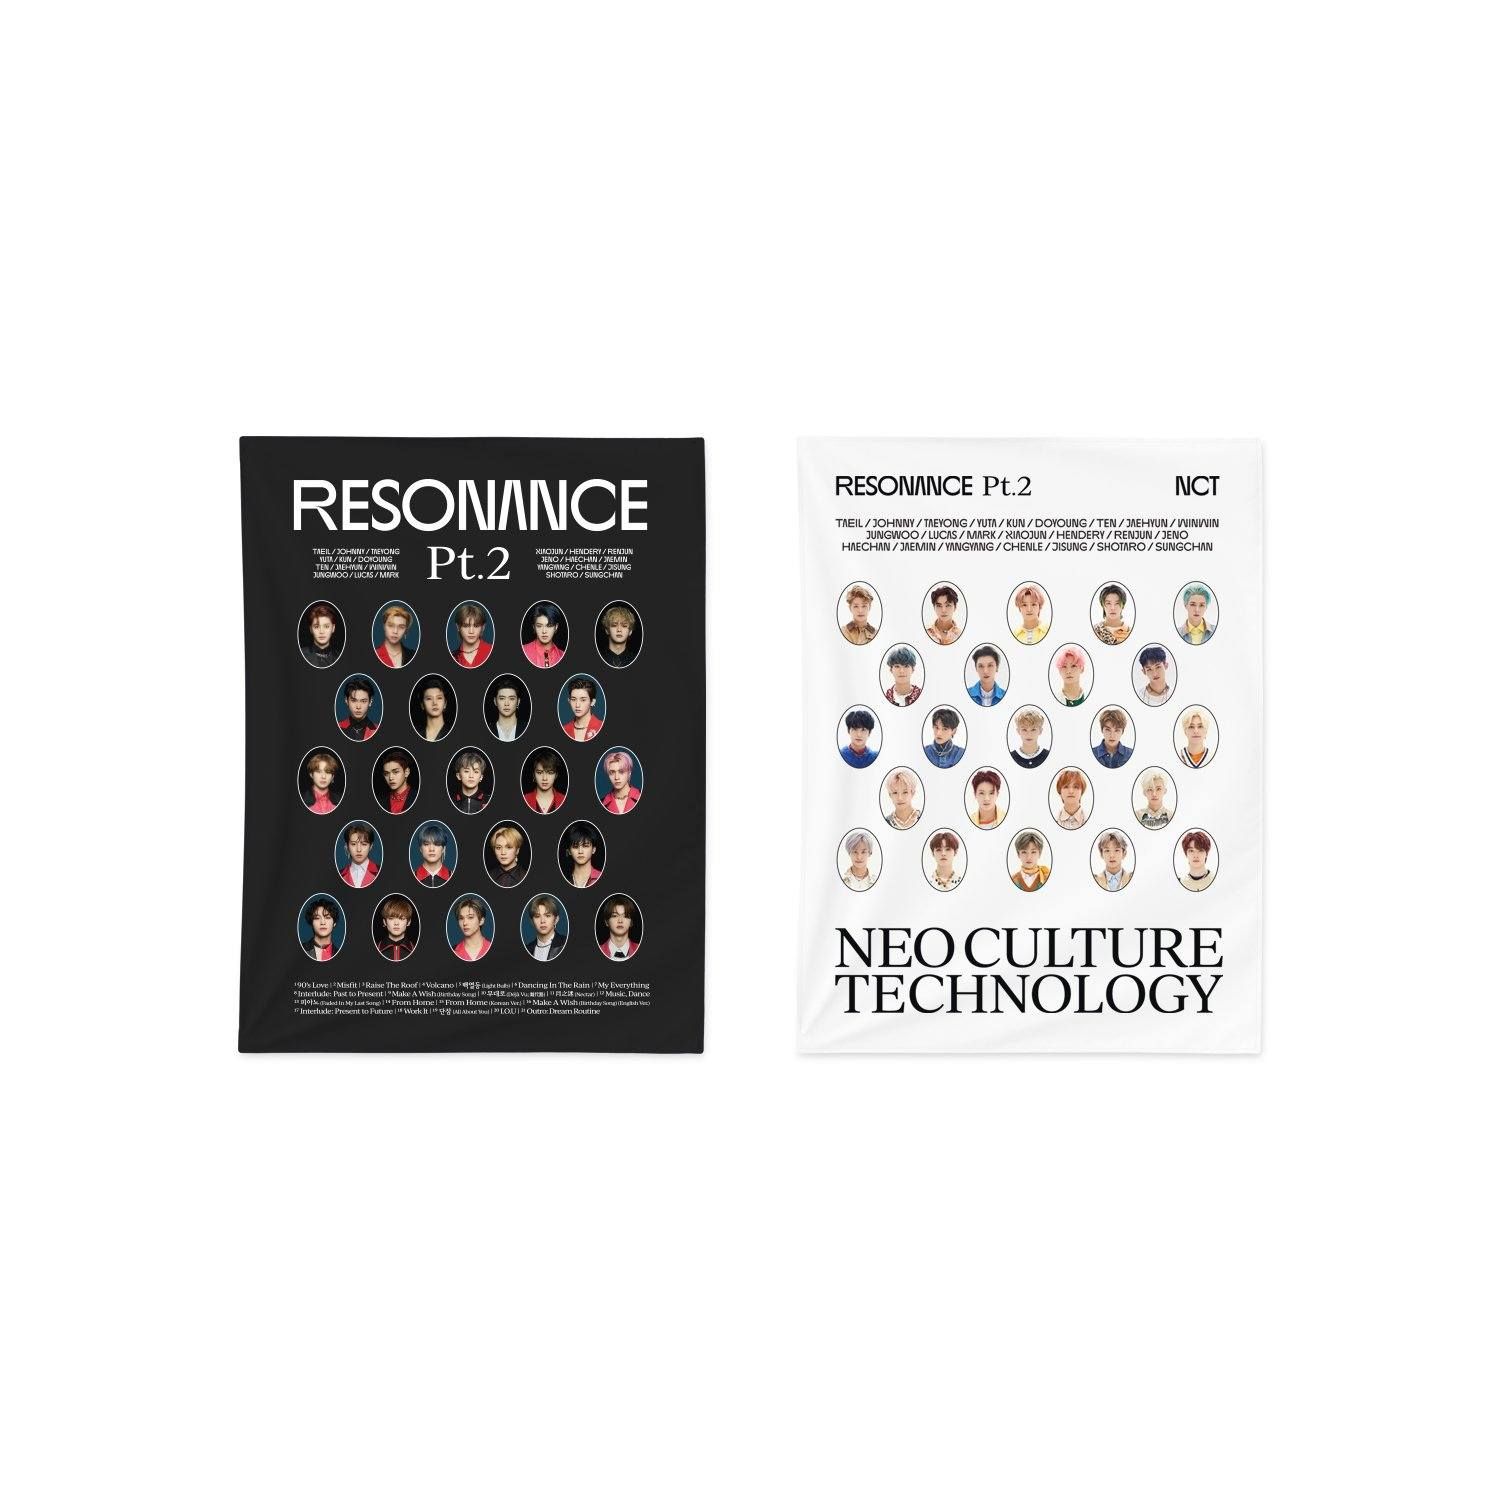 RESONANCE
Pt.2
TAEIL / JOHNNY / TAEYONG
YUTA / KUN / DOYOUNG
TEN / JAEHYUN / WINWIN
JUNGWOO / LUCAS / MARK
XIAOJUN / HENDERY / RENJUN
JENO / HAECHAN / JAEMIN
YANGYANG / CHENLE / JISUNG
SHOTARO / SUNGCHAN
1 90's Love | 2 Misfit | 3 Raise The Roof | 4 Volcano | 5 백열등 (Light Bulb) | 6 Dancing In The Rain | 7 My Everything
8 Interlude: Past to Present | 9 Make A Wish (Birthday Song) | 10 무대로 (Déjà Vu; 舞代路) | 11 月之迷 (Nectar) | 12 Music, Dance
13 피아노 (Faded In My Last Song) | 14 From Home | 15 From Home (Korean Ver.) | 16 Make A Wish (Birthday Song) (English Ver.)
17 Interlude: Present to Future | 18 Work It | 19 단잠 (All About You) | 20 I.O.U | 21 Outro: Dream Routine
RESONANCE Pt.2
NCT
TAEIL / JOHNNY / TAEYONG / YUTA / KUN / DOYOUNG / TEN / JAEHYUN / WINWIN
JUNGWOO / LUCAS / MARK / XIAOJUN / HENDERY / RENJUN / JENO
HAECHAN / JAEMIN / YANGYANG / CHENLE / JISUNG / SHOTARO / SUNGCHAN
NEO CULTURE
TECHNOLOGY